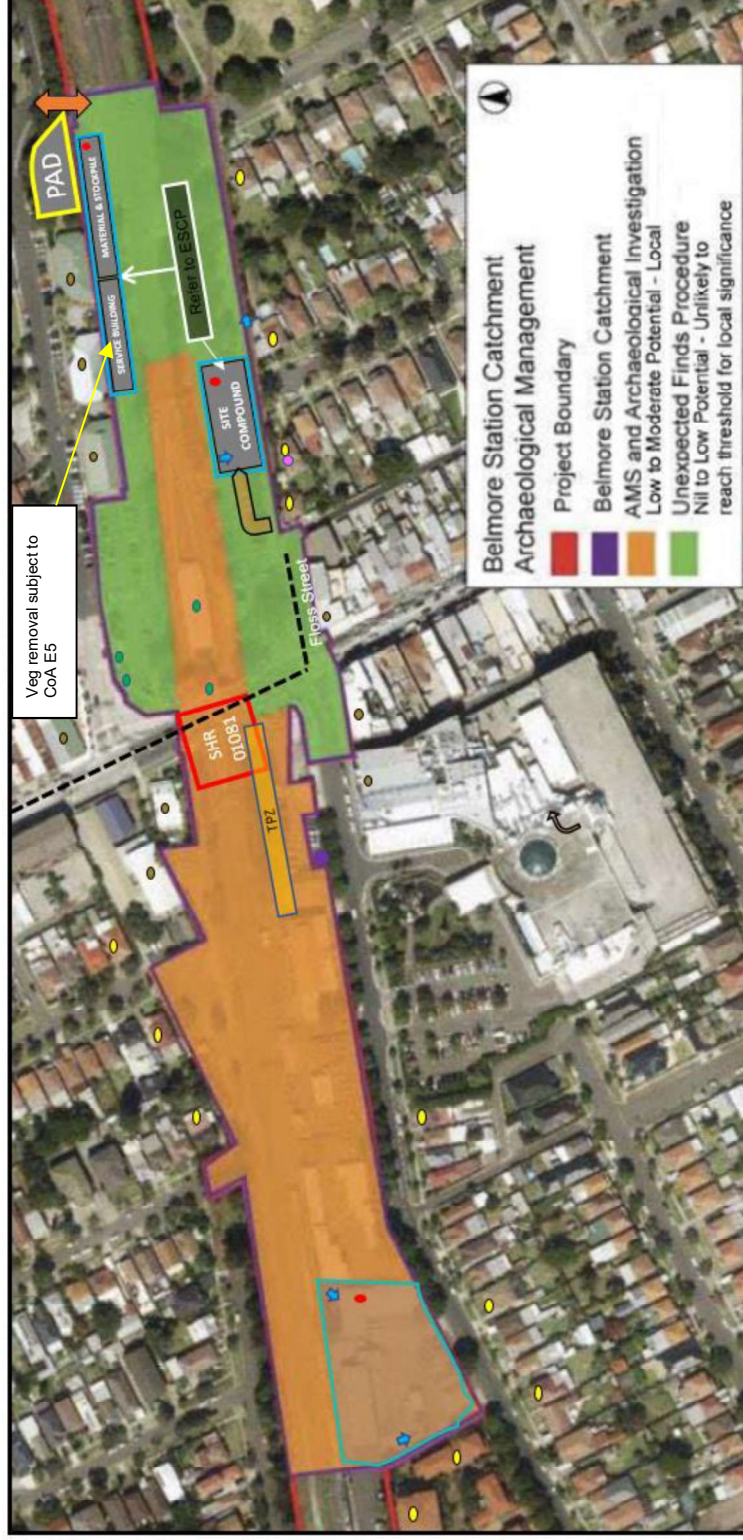 Veg removal subject to
CoA E5
PAD
SERVICE BUILDING
MATERIAL & STOCKPILE
Refer to ESCP
SITE
COMPOUND
Floss Street
SHR
01081
TPZ
Belmore Station Catchment
Archaeological Management
Project Boundary
Belmore Station Catchment
AMS and Archaeological Investigation
Low to Moderate Potential - Local
Unexpected Finds Procedure
Nil to Low Potential - Unlikely to
reach threshold for local significance